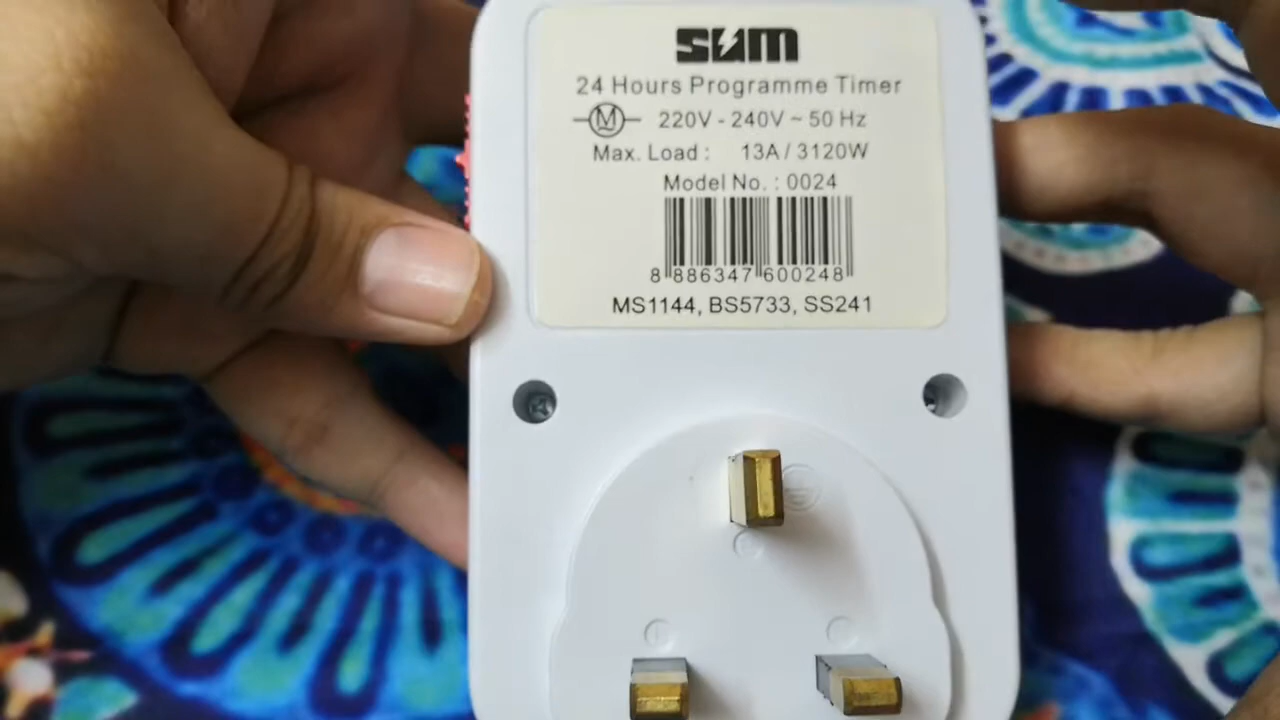 SUM
24 Hours Programme Timer
M 220V - 240V ~ 50 Hz
Max. Load : 13A / 3120W
Model No. : 0024
8 886347 600248
MS1144, BS5733, SS241